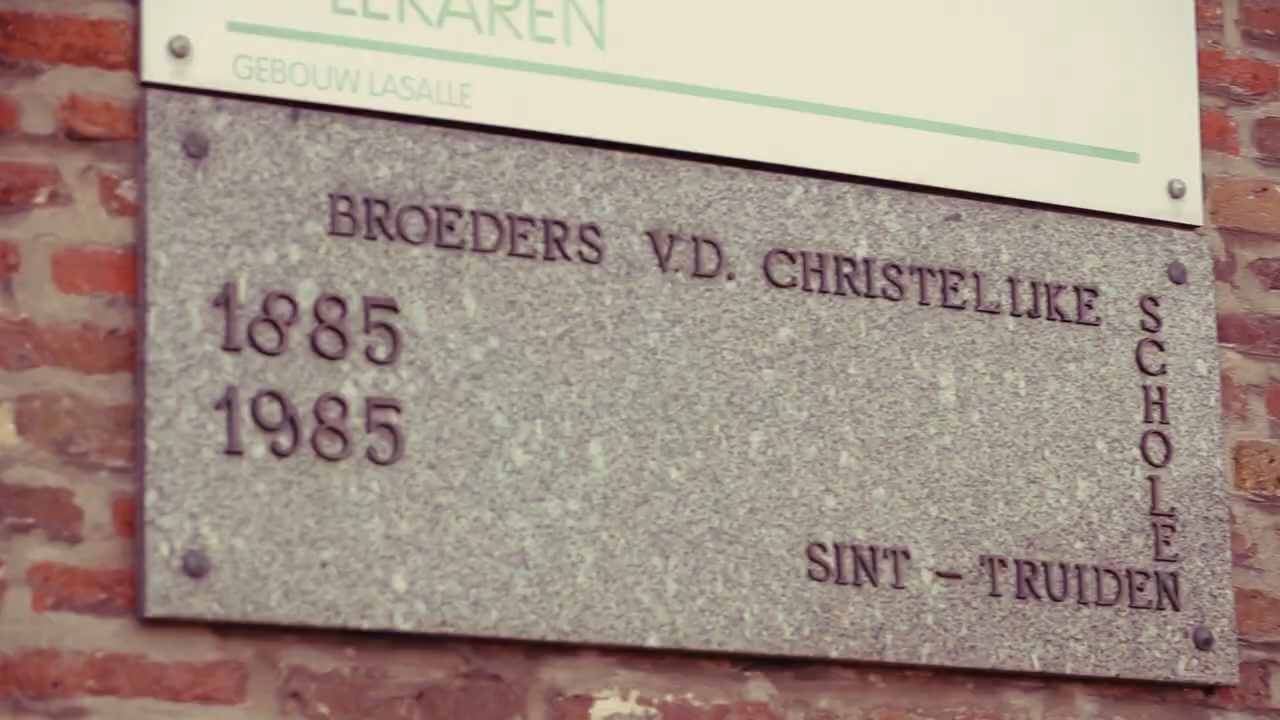 GEBOUW LASALLE
BROEDERS V.D. CHRISTELIJKE
SCHOLEN
1885
1985
SINT - TRUIDEN